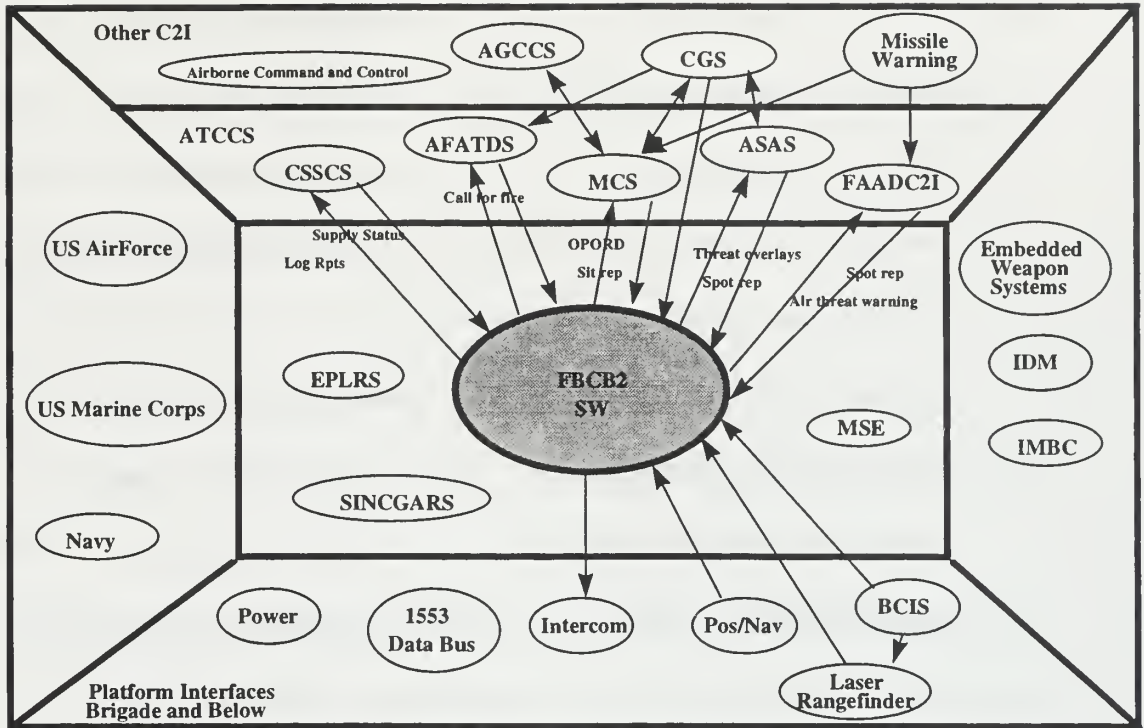 Other C2I
Airborne Command and Control
AGCCS
CGS
Missile
Warning
ATCCS
CSSCS
AFATDS
MCS
ASAS
FAADC2I
Call for fire
Supply Status
Log Rpts
OPORD
Sit rep
Threat overlays
Spot rep
Spot rep
Air threat warning
US AirForce
US Marine Corps
Navy
EPLRS
SINCGARS
FBCB2
SW
MSE
Embedded
Weapon
Systems
IDM
IMBC
Power
1553
Data Bus
Intercom
Pos/Nav
BCIS
Laser
Rangefinder
Platform Interfaces
Brigade and Below